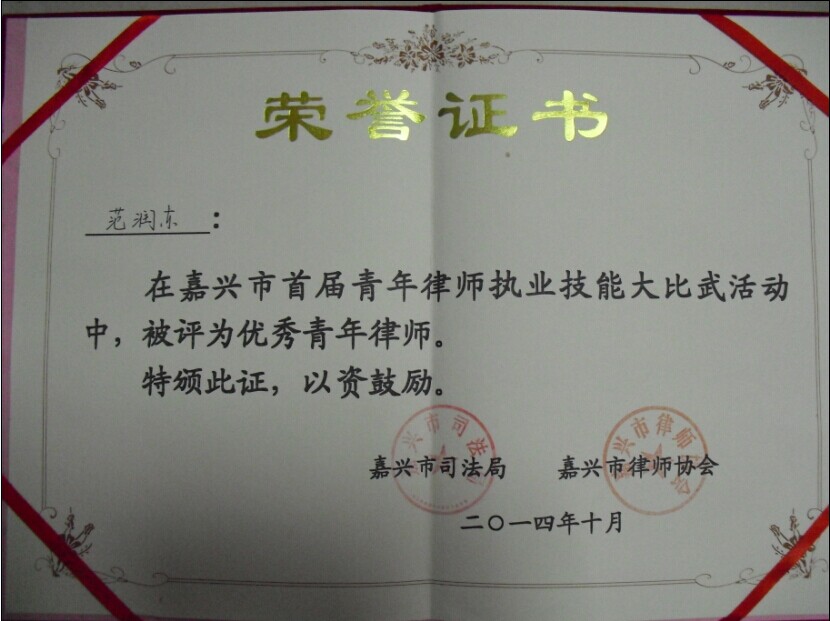 荣誉证书
范润东：
在嘉兴市首届青年律师执业技能大比武活动
中，被评为优秀青年律师。
特颁此证，以资鼓励。
嘉兴市司法局 嘉兴市律师协会
二〇一四年十月